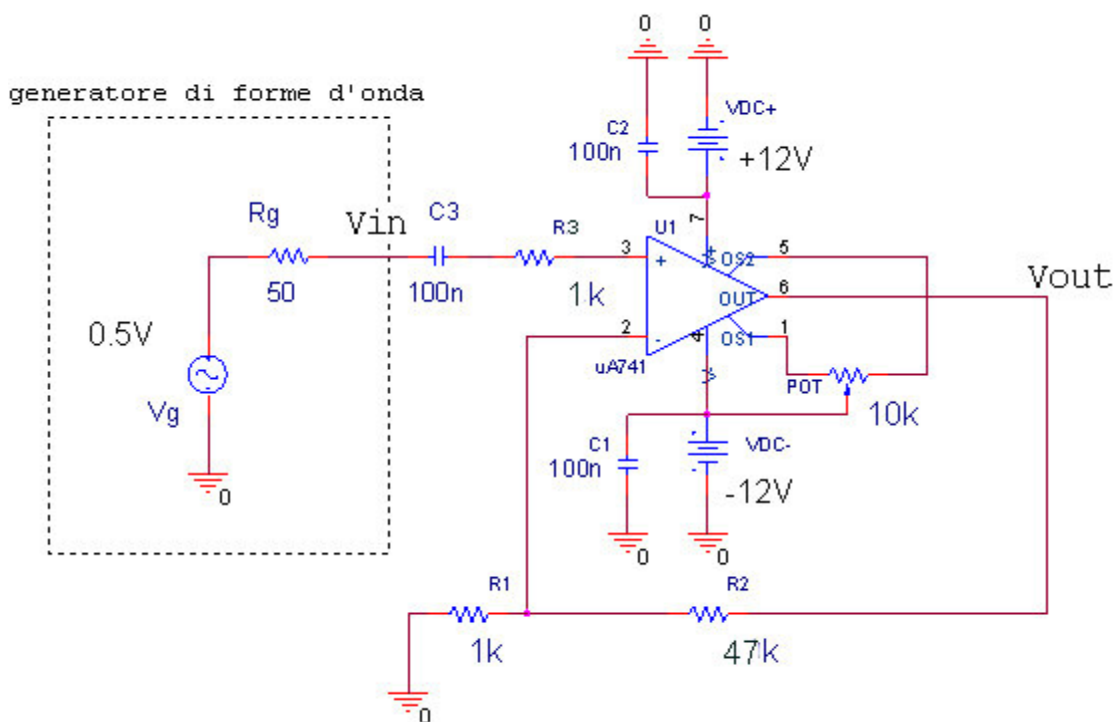 0 0
generatore di forme d'onda
VDC+
C2
100n
+12V
Rg
Vin
C3
R3
7
U1
V+
OS2
5
3
+
50
100n
1k
OUT
6
Vout
0.5V
2
-
4
OS1
1
uA741
V-
POT
10k
Vg
C1
100n
VDC-
-12V
0
0 0
R1
R2
1k
47k
0